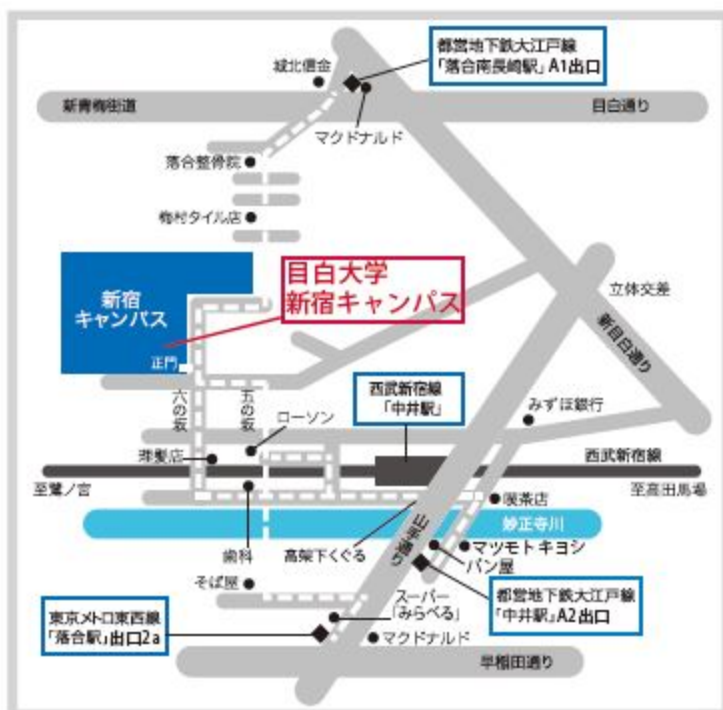 都営地下鉄大江戸線
「落合南長崎駅」A1出口
城北信金
新青梅街道
目白通り
マクドナルド
落合整骨院
梅村タイル店
目白大学
新宿キャンパス
新宿
キャンパス
正門
立体交差
新目白通り
西武新宿線
「中井駅」
みずほ銀行
六の坂
五の坂
ローソン
理髪店
西武新宿線
至鷺ノ宮
至高田馬場
喫茶店
妙正寺川
山手通り
歯科
高架下くぐる
マツモトキヨシ
パン屋
そば屋
スーパー
「みらべる」
都営地下鉄大江戸線
「中井駅」A2出口
東京メトロ東西線
「落合駅」出口2a
マクドナルド
早稲田通り